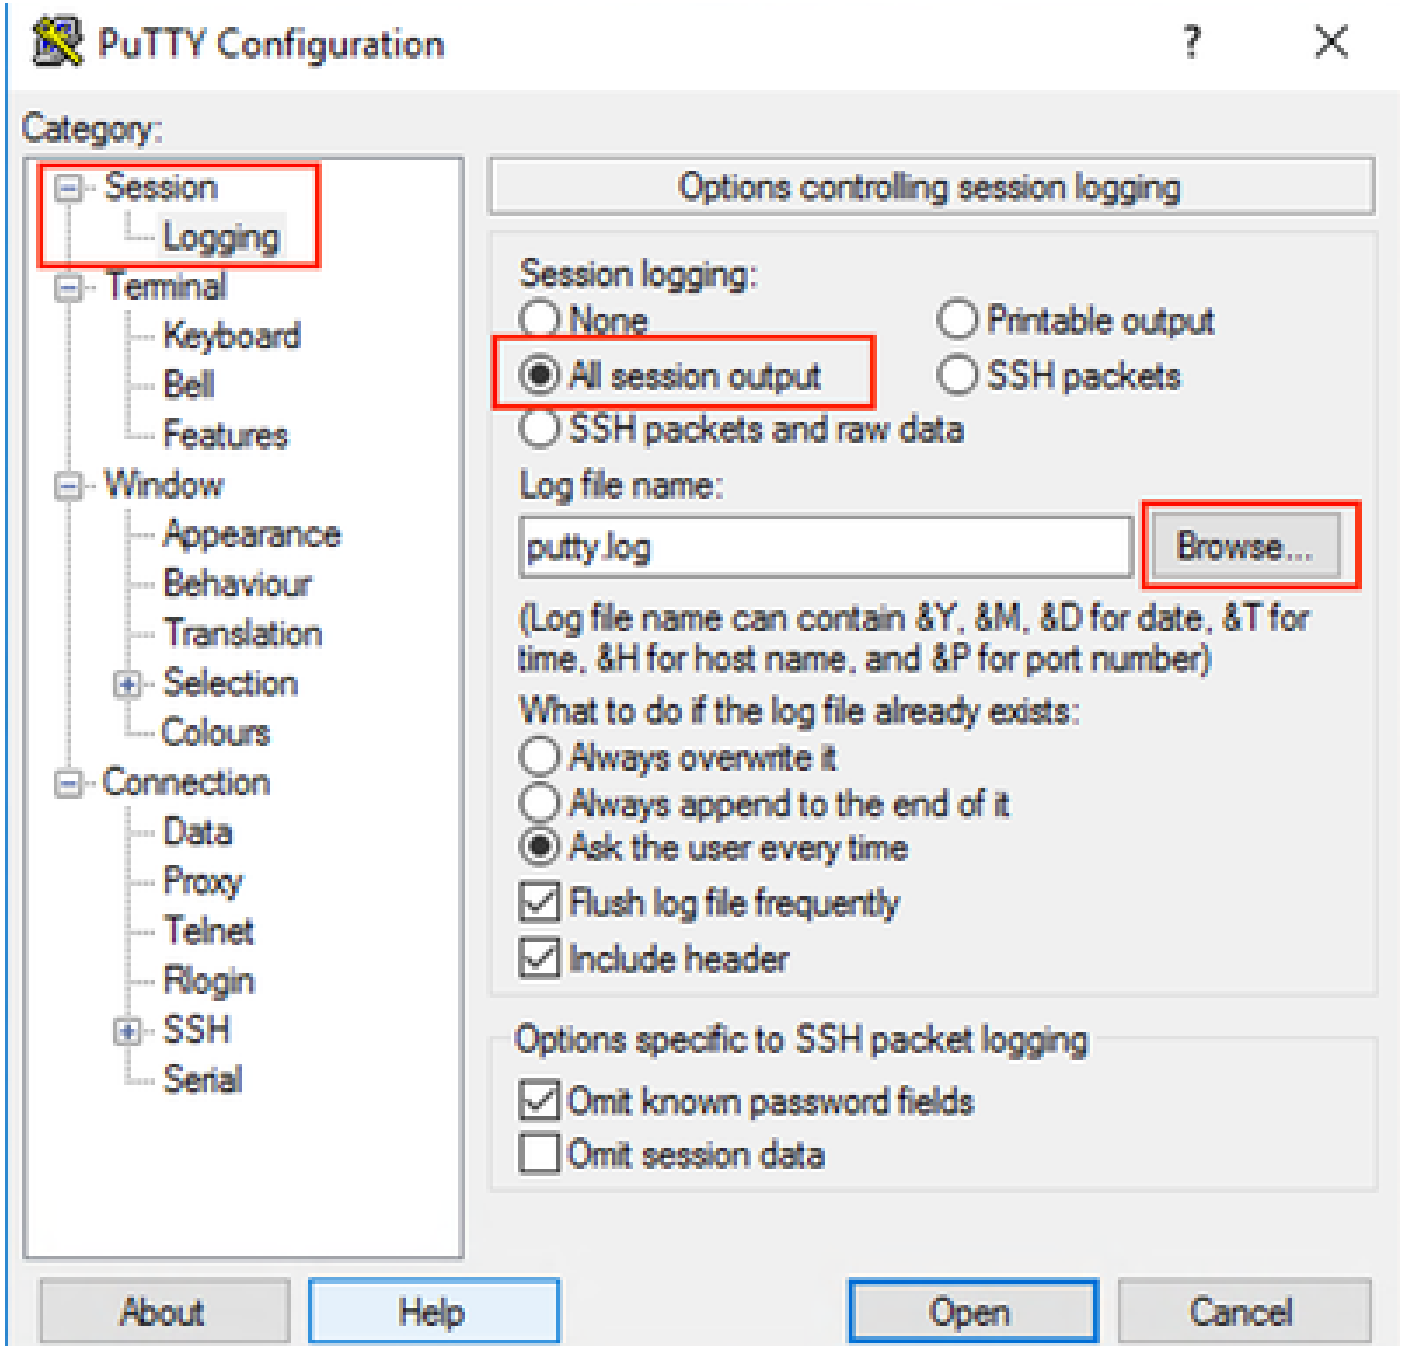 PuTTY Configuration
?
Category:
Session
Logging
Terminal
Keyboard
Bell
Features
Window
Appearance
Behaviour
Translation
Selection
Colours
Connection
Data
Proxy
Telnet
Rlogin
SSH
Serial
Options controlling session logging
Session logging:
None
Printable output
All session output
SSH packets
SSH packets and raw data
Log file name:
putty.log
Browse...
(Log file name can contain &Y, &M, &D for date, &T for
time, &H for host name, and &P for port number)
What to do if the log file already exists:
Always overwrite it
Always append to the end of it
Ask the user every time
Flush log file frequently
Include header
Options specific to SSH packet logging
Omit known password fields
Omit session data
About
Help
Open
Cancel